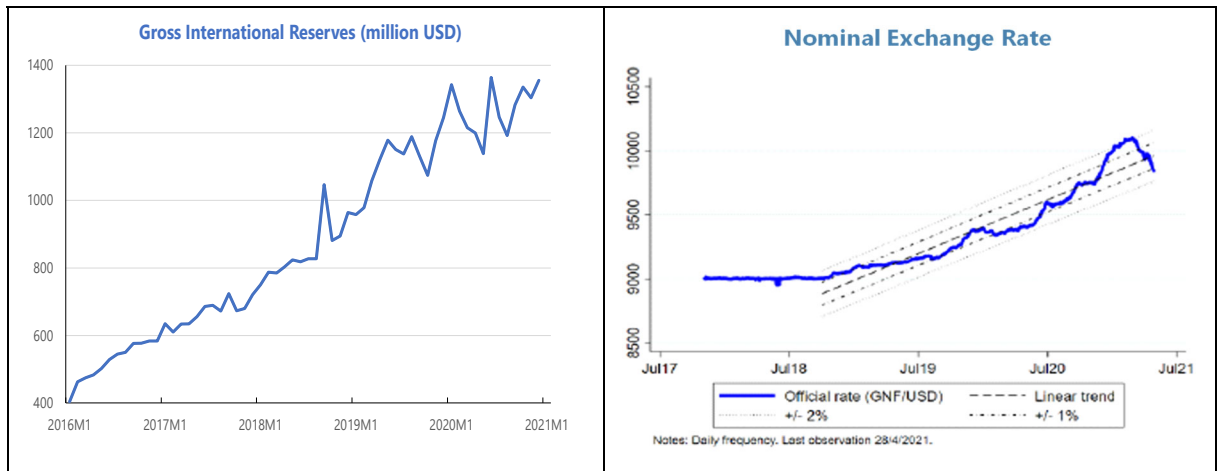 Gross International Reserves (million USD)
1400
1200
1000
800
600
400
2016M1 2017M1 2018M1 2019M1 2020M1 2021M1
Nominal Exchange Rate
10500
10000
9500
9000
8500
Jul17 Jul18 Jul19 Jul20 Jul21
Official rate (GNF/USD) Linear trend
+/- 2% +/- 1%
Notes: Daily frequency. Last observation 28/4/2021.